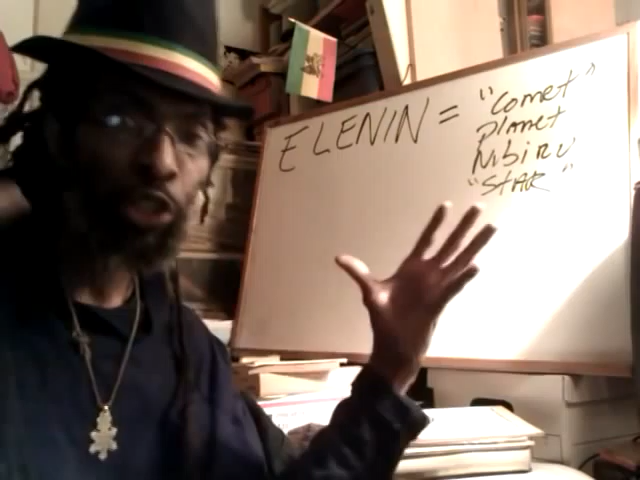 ELENIN = "Comet"
planet
Nibiru
"STAR"